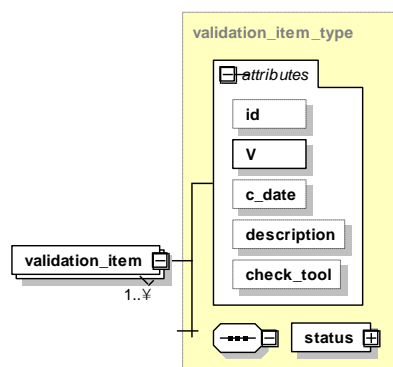 validation_item_type
attributes
id
V
c_date
description
check_tool
validation_item
1..¥
status